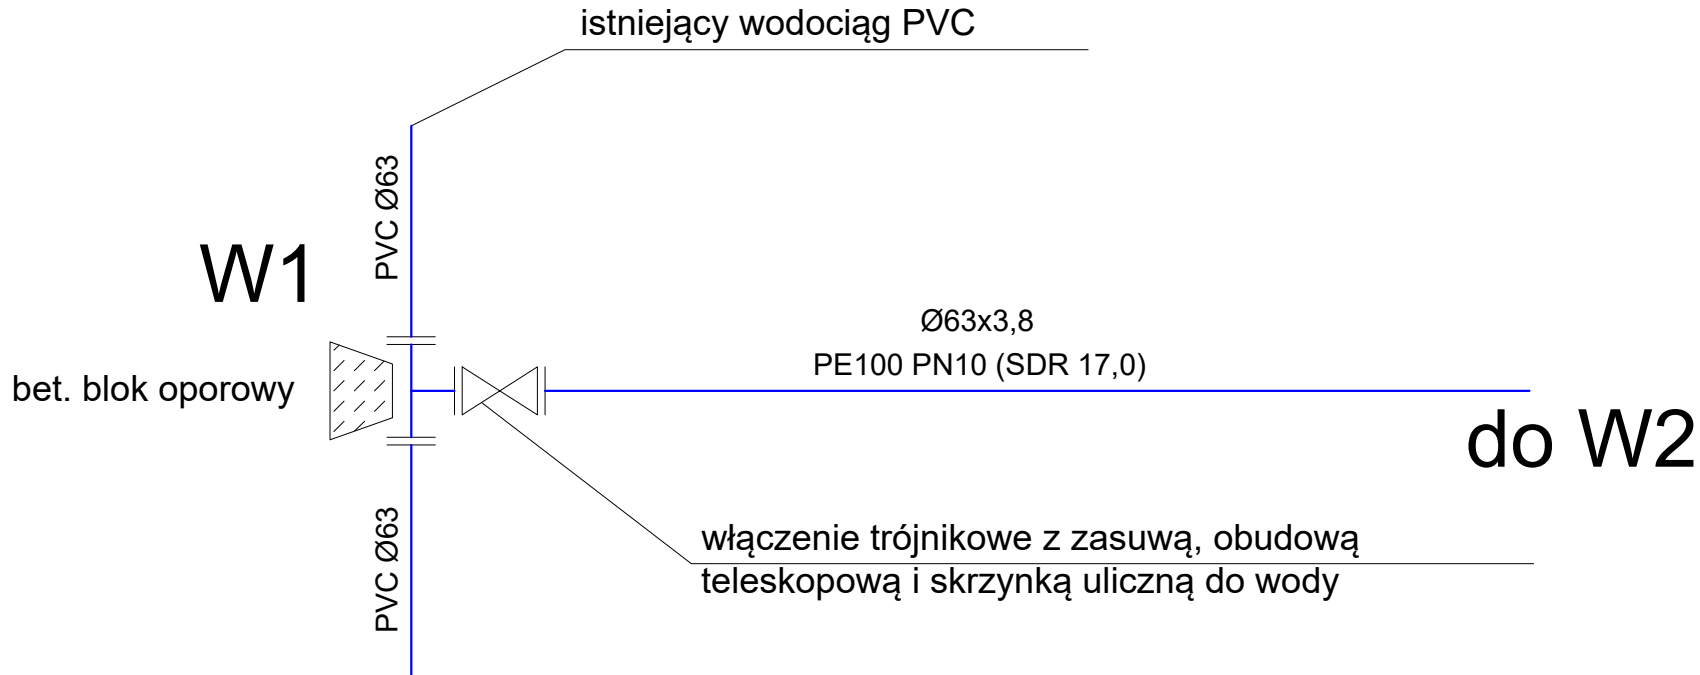 istniejący wodociąg PVC
PVC Ø63
W1
Ø63x3,8
PE100 PN10 (SDR 17,0)
bet. blok oporowy
do W2
włączenie trójnikowe z zasuwą, obudową
teleskopową i skrzynką uliczną do wody
PVC Ø63